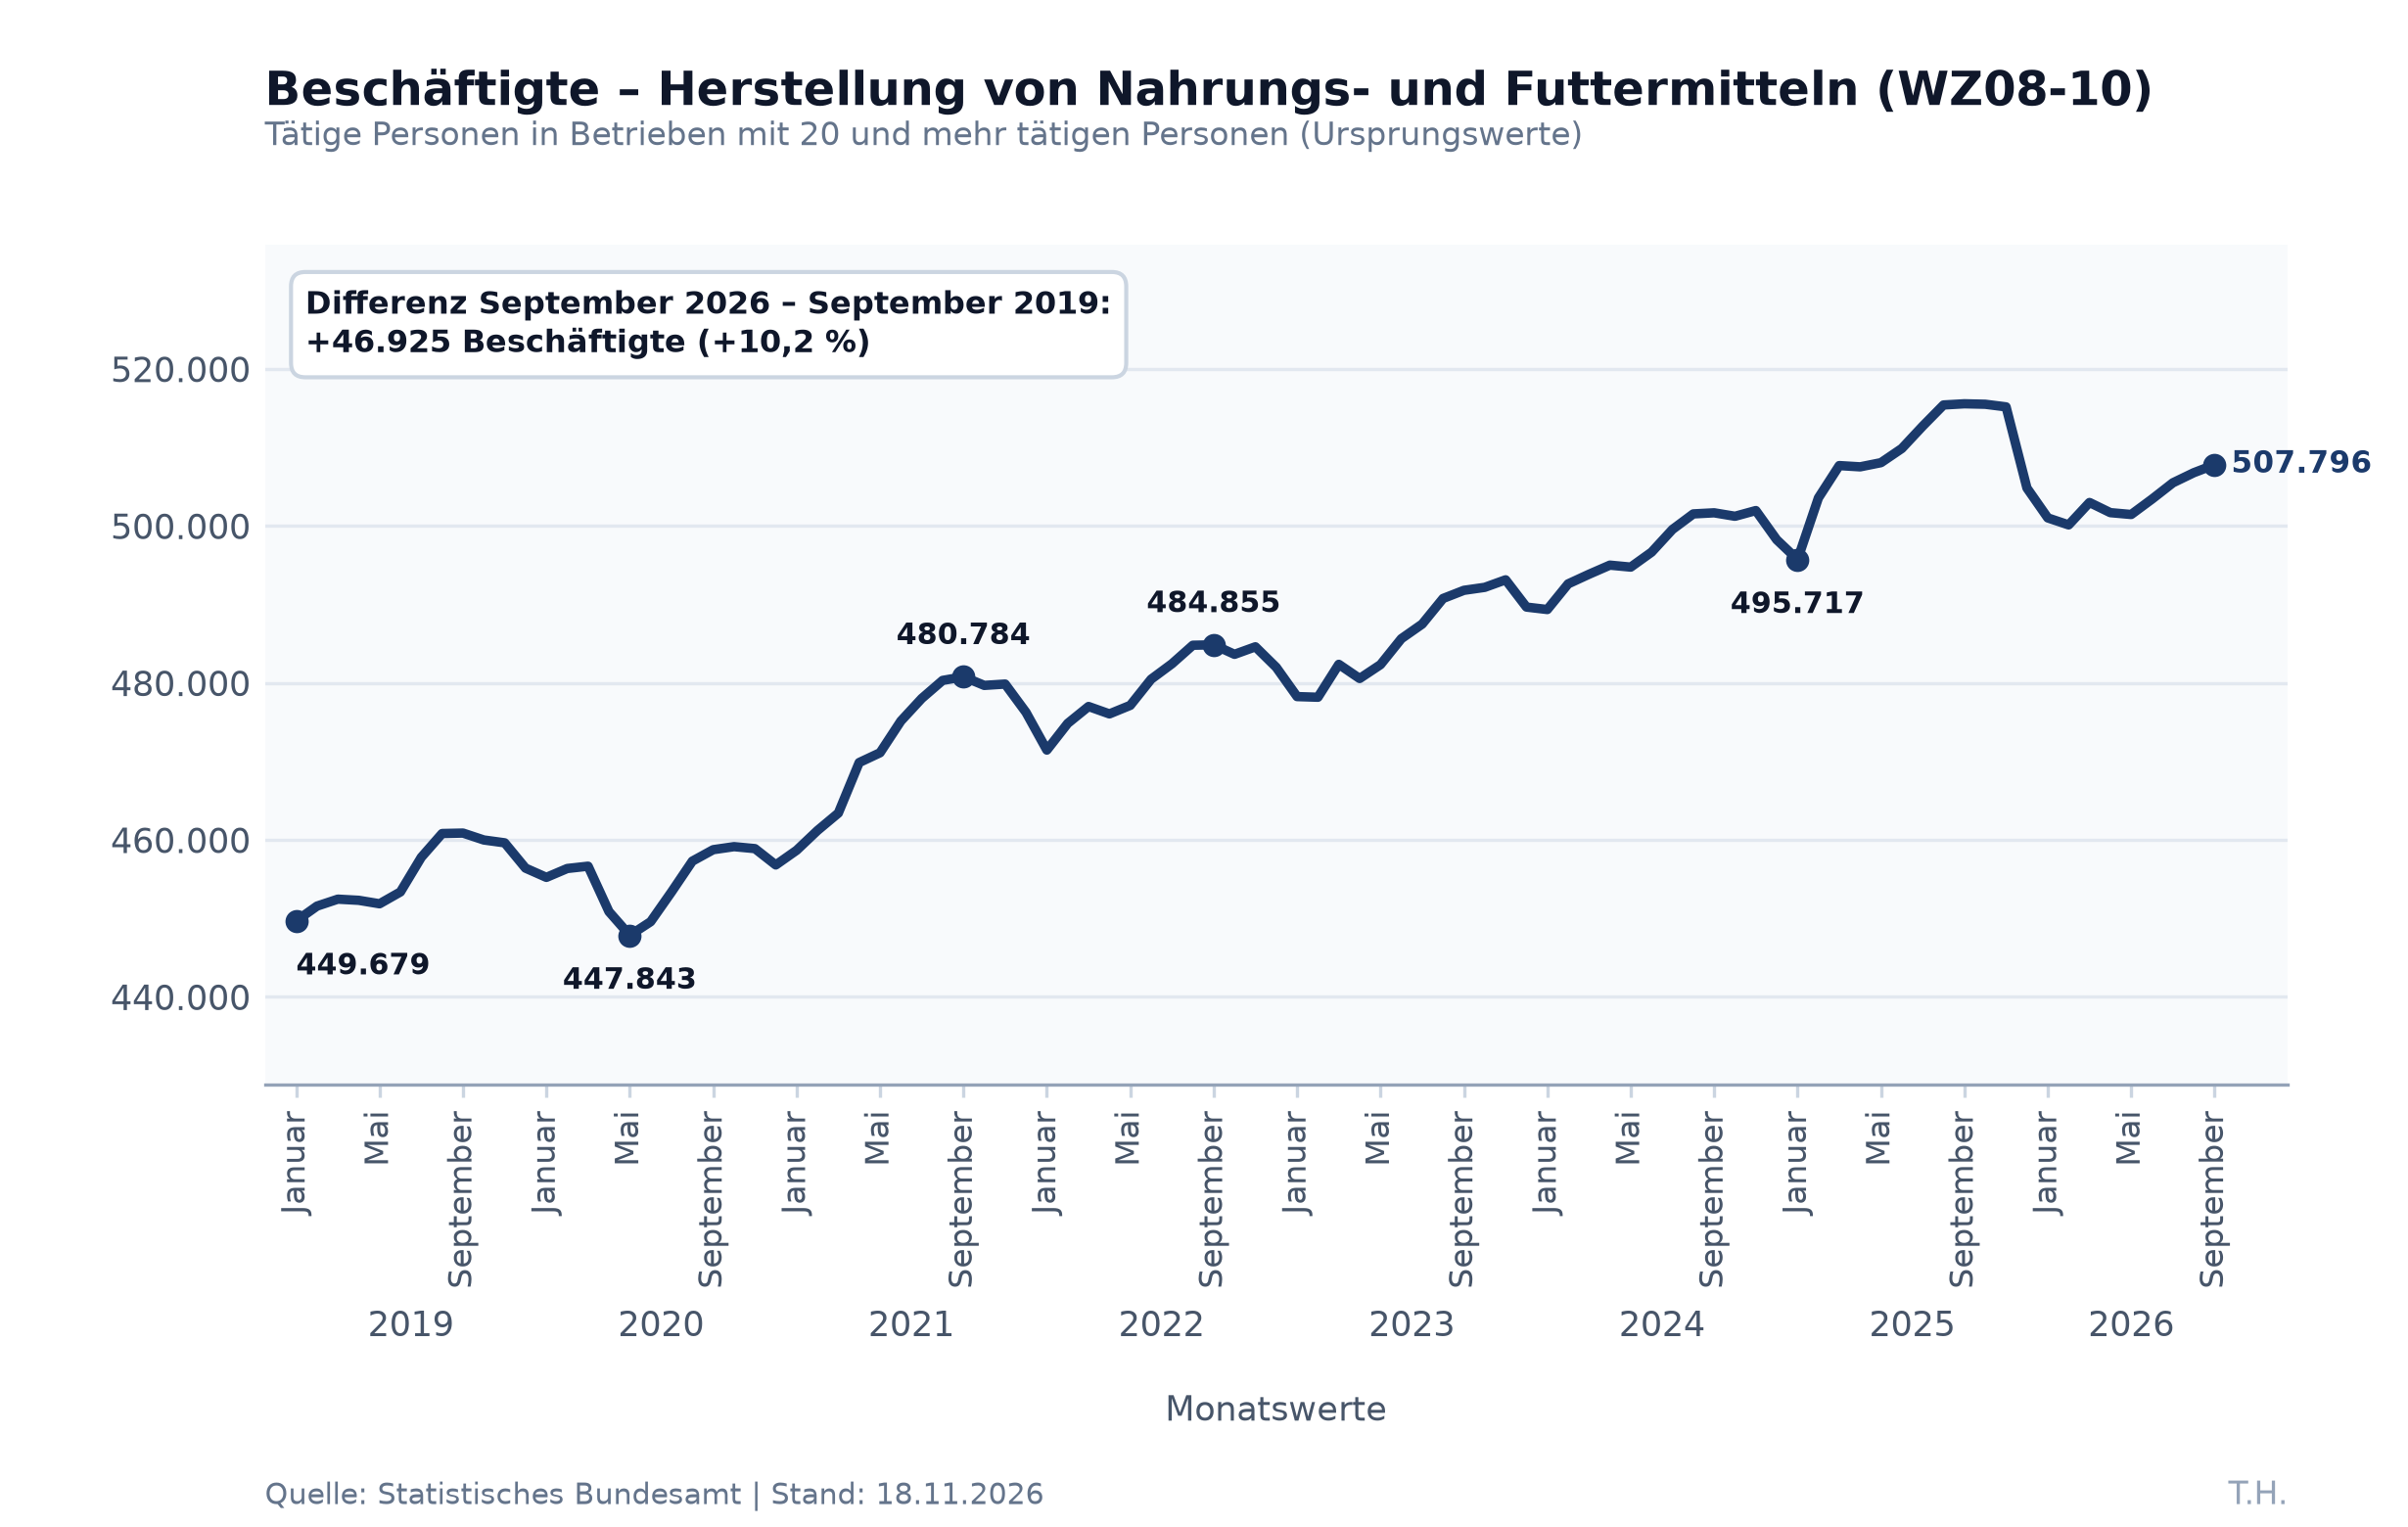 Beschäftigte – Herstellung von Nahrungs- und Futtermitteln (WZ08-10)
Tätige Personen in Betrieben mit 20 und mehr tätigen Personen (Ursprungswerte)
Differenz September 2026 – September 2019:
+46.925 Beschäftigte (+10,2 %)
520.000
500.000
480.000
460.000
440.000
449.679
447.843
480.784
484.855
495.717
507.796
Januar
Mai
September
Januar
Mai
September
Januar
Mai
September
Januar
Mai
September
Januar
Mai
September
Januar
Mai
September
Januar
Mai
September
Januar
Mai
September
2019
2020
2021
2022
2023
2024
2025
2026
Monatswerte
Quelle: Statistisches Bundesamt | Stand: 18.11.2026
T.H.